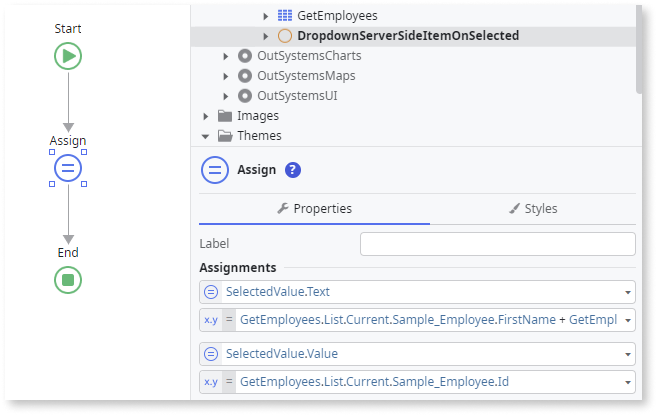 Start
Assign
End
GetEmployees
DropdownServerSideItemOnSelected
OutSystemsCharts
OutSystemsMaps
OutSystemsUI
Images
Themes
Assign ?
Properties Styles
Label
Assignments
SelectedValue.Text
x.y = GetEmployees.List.Current.Sample_Employee.FirstName + GetEmpl
SelectedValue.Value
x.y = GetEmployees.List.Current.Sample_Employee.Id